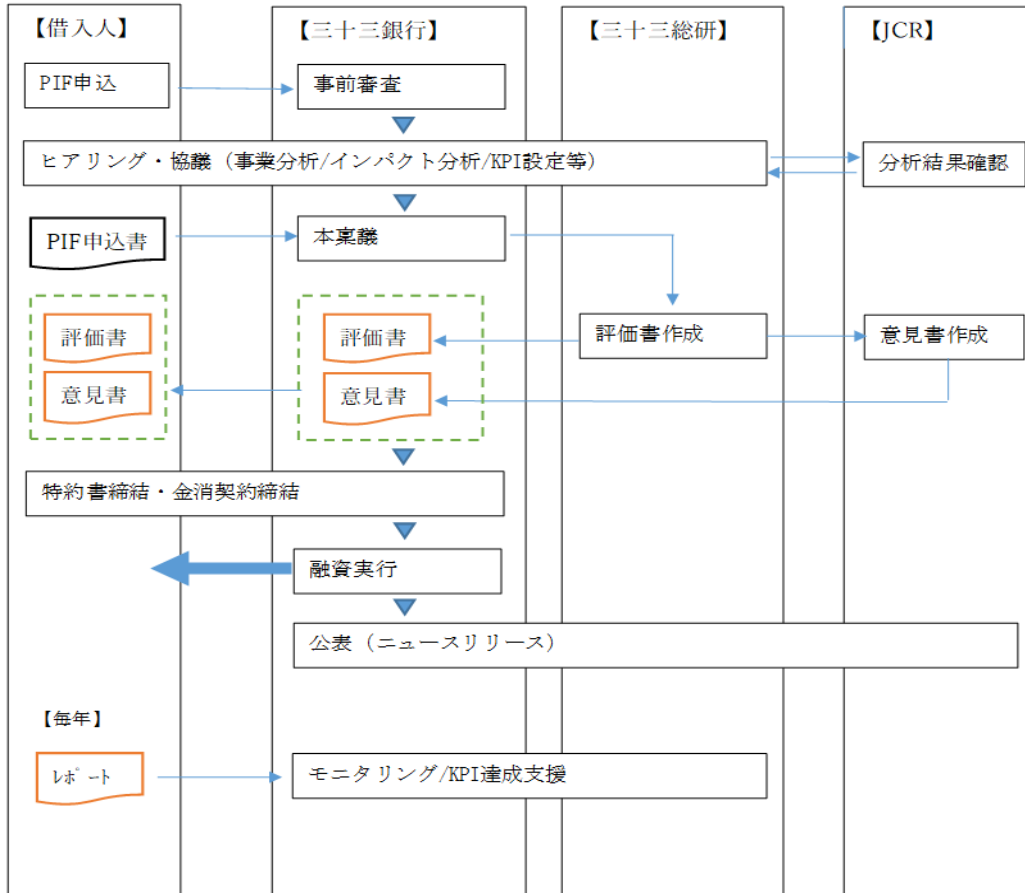 【借入人】
【三十三銀行】
【三十三総研】
【JCR】
PIF申込
事前審査
ヒアリング・協議（事業分析/インパクト分析/KPI設定等）
分析結果確認
PIF申込書
本稟議
評価書
評価書
評価書作成
意見書作成
意見書
意見書
特約書締結・金消契約締結
融資実行
公表（ニュースリリース）
【毎年】
ﾚﾎﾟｰﾄ
モニタリング/KPI達成支援